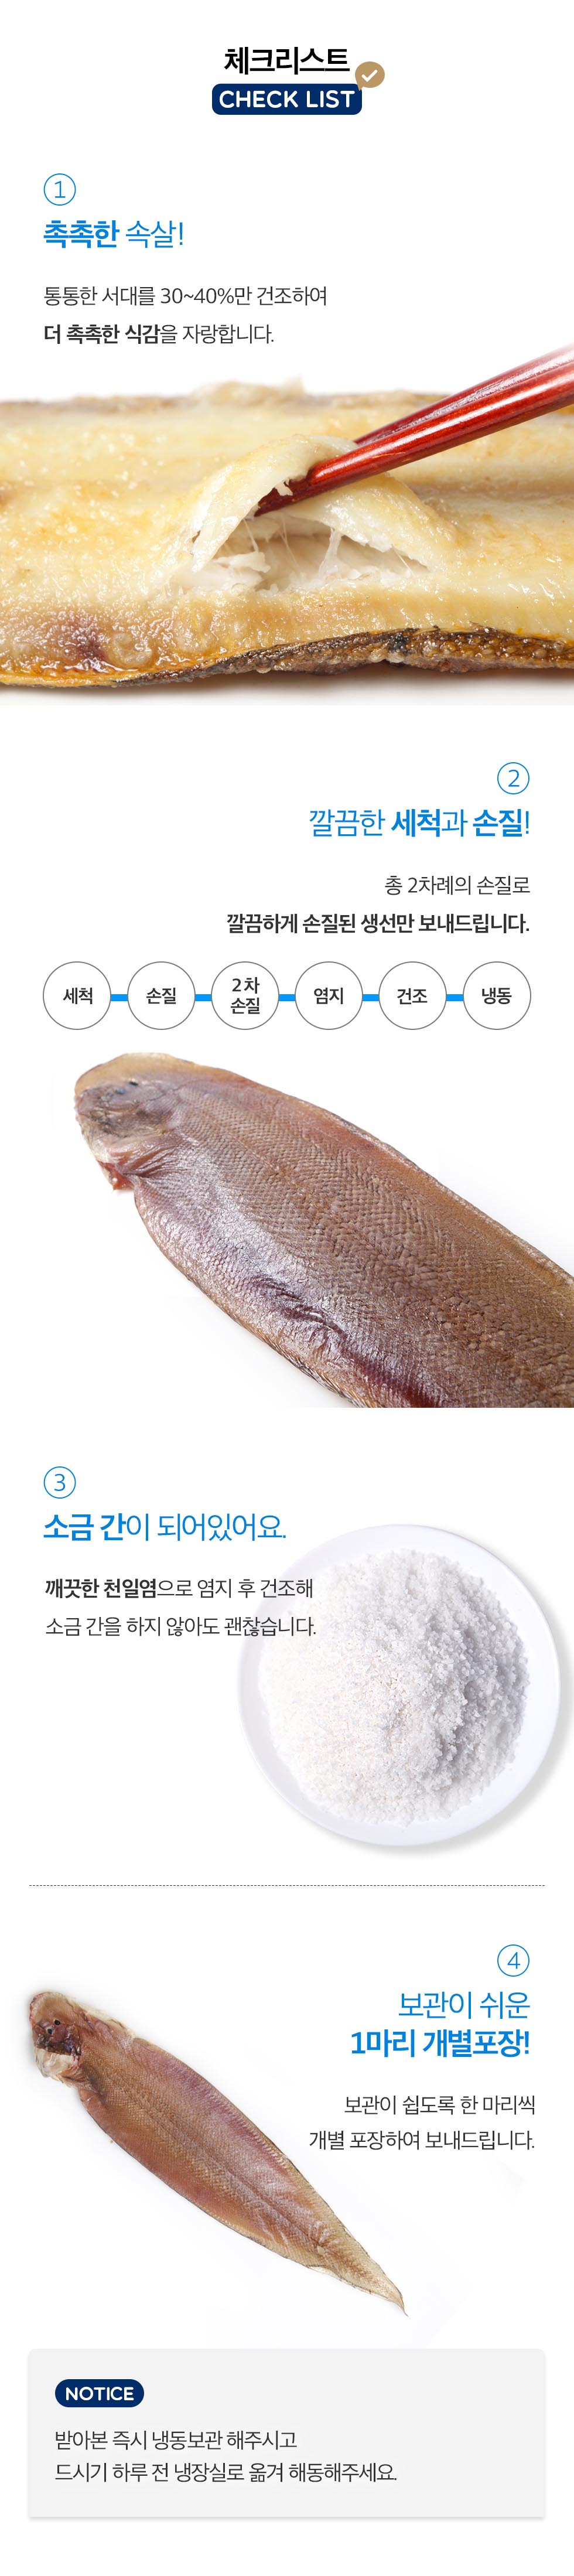 체크리스트
CHECK LIST
1
촉촉한 속살!
통통한 서대를 30~40%만 건조하여
더 촉촉한 식감을 자랑합니다.
2
깔끔한 세척과 손질!
총 2차례의 손질로
깔끔하게 손질된 생선만 보내드립니다.
세척
손질
2차
손질
염지
건조
냉동
3
소금 간이 되어있어요.
깨끗한 천일염으로 염지 후 건조해
소금 간을 하지 않아도 괜찮습니다.
4
보관이 쉬운
1마리 개별포장!
보관이 쉽도록 한 마리씩
개별 포장하여 보내드립니다.
NOTICE
받아본 즉시 냉동보관 해주시고
드시기 하루 전 냉장실로 옮겨 해동해주세요.